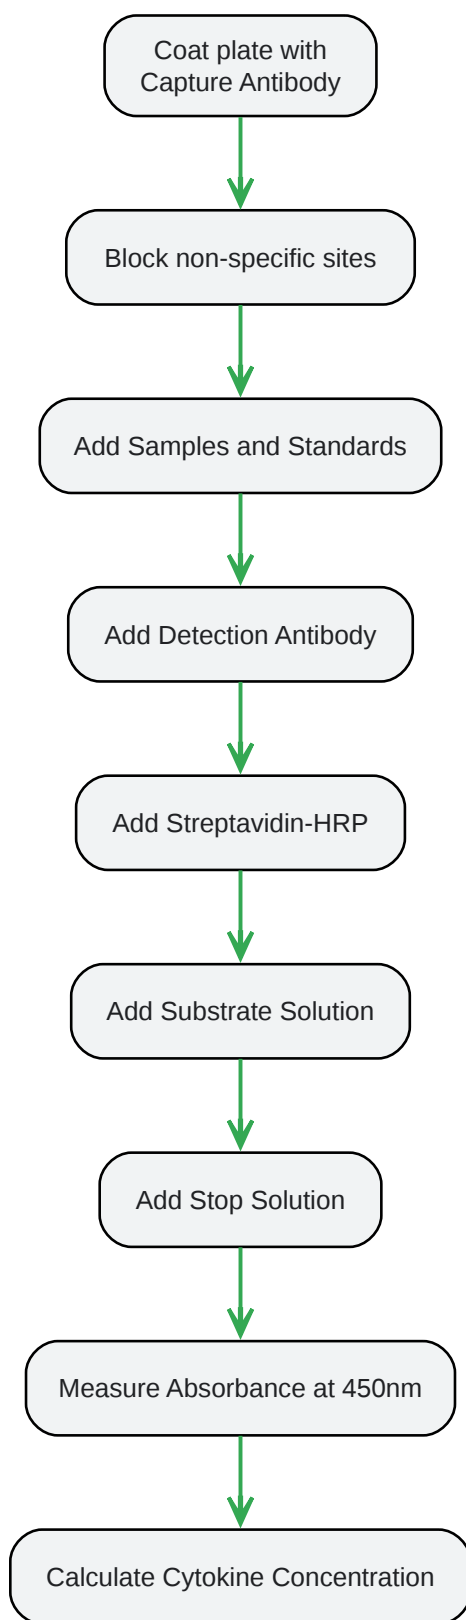 Coat plate with
Capture Antibody
Block non-specific sites
Add Samples and Standards
Add Detection Antibody
Add Streptavidin-HRP
Add Substrate Solution
Add Stop Solution
Measure Absorbance at 450nm
Calculate Cytokine Concentration